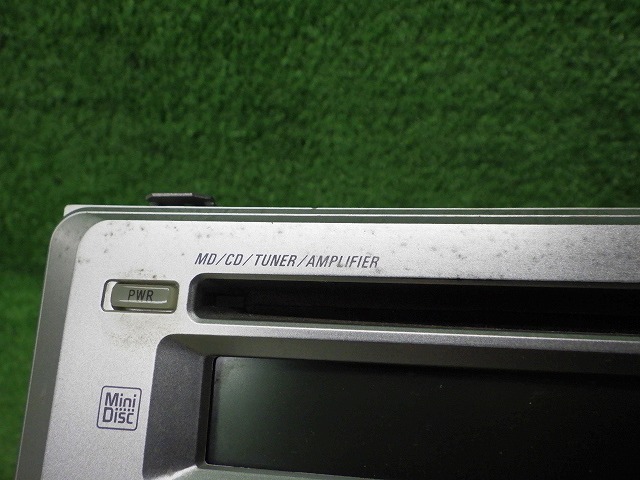 MD/CD/TUNER/AMPLIFIER
PWR
Mini
Disc